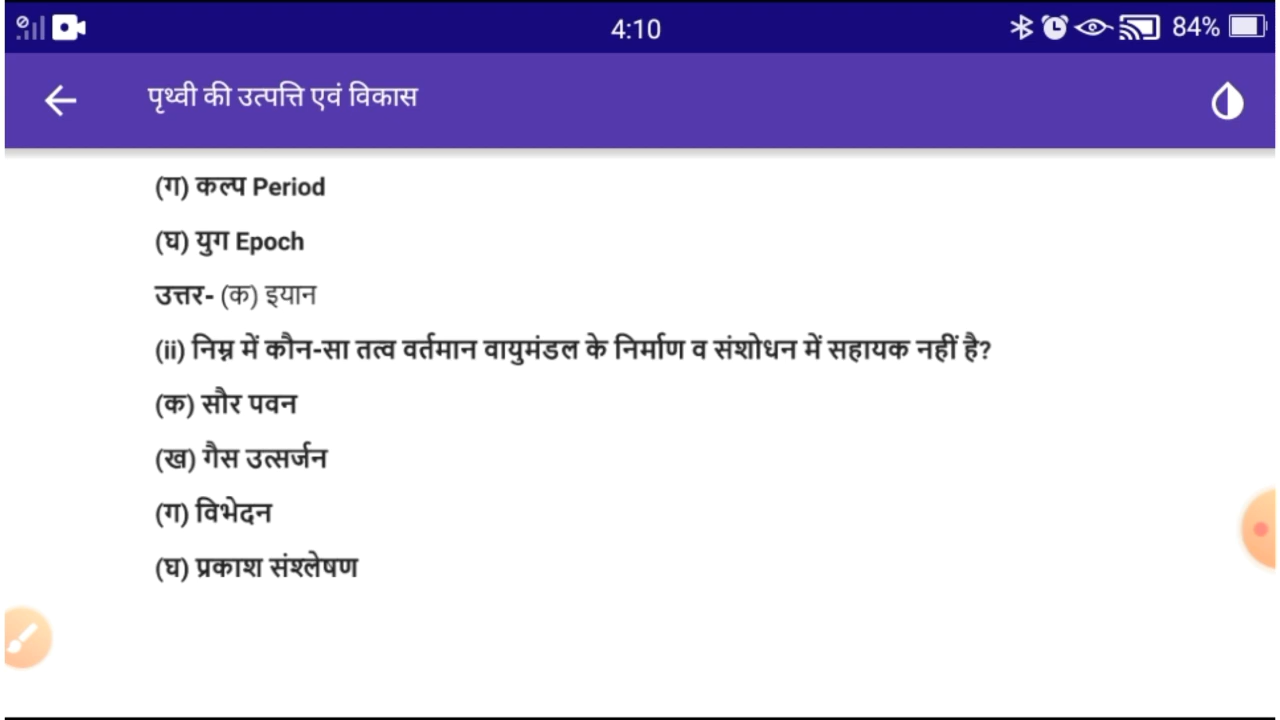 4:10
84%
पृथ्वी की उत्पत्ति एवं विकास
(ग) कल्प Period
(घ) युग Epoch
उत्तर- (क) इयान
(ii) निम्न में कौन-सा तत्व वर्तमान वायुमंडल के निर्माण व संशोधन में सहायक नहीं है?
(क) सौर पवन
(ख) गैस उत्सर्जन
(ग) विभेदन
(घ) प्रकाश संश्लेषण